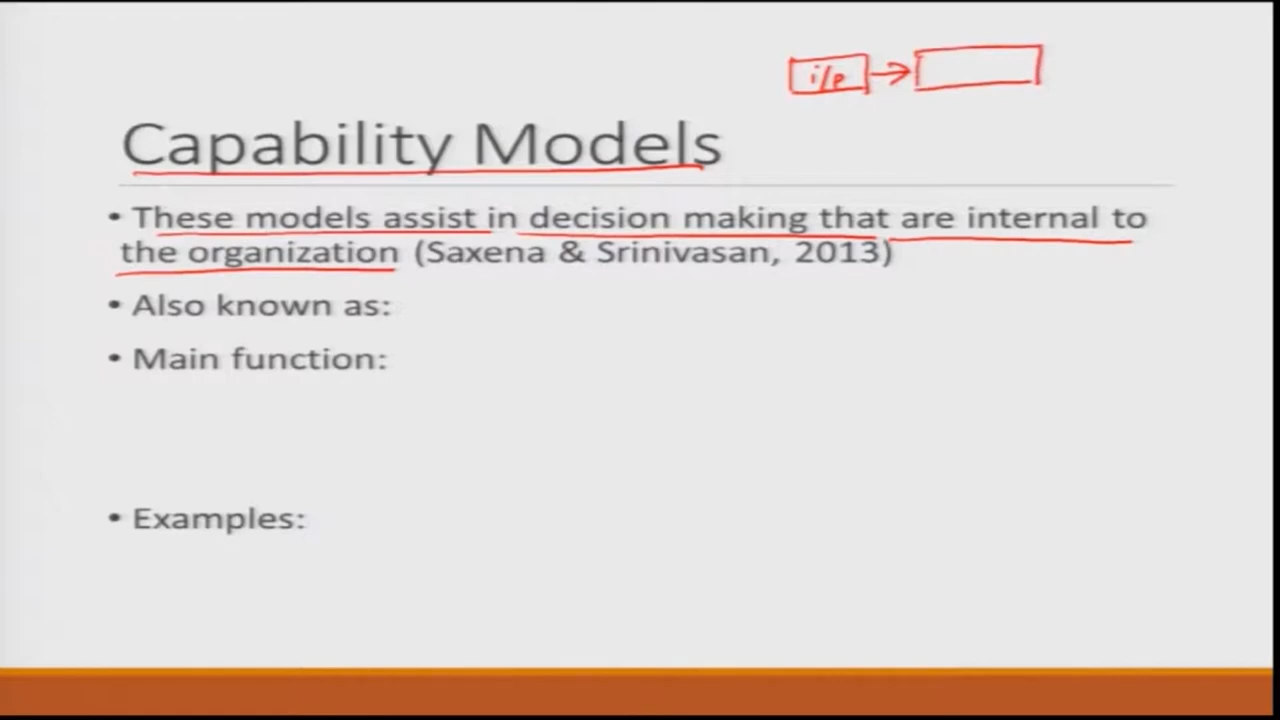 i/p
Capability Models
• These models assist in decision making that are internal to
the organization (Saxena & Srinivasan, 2013)
• Also known as:
• Main function:
• Examples: